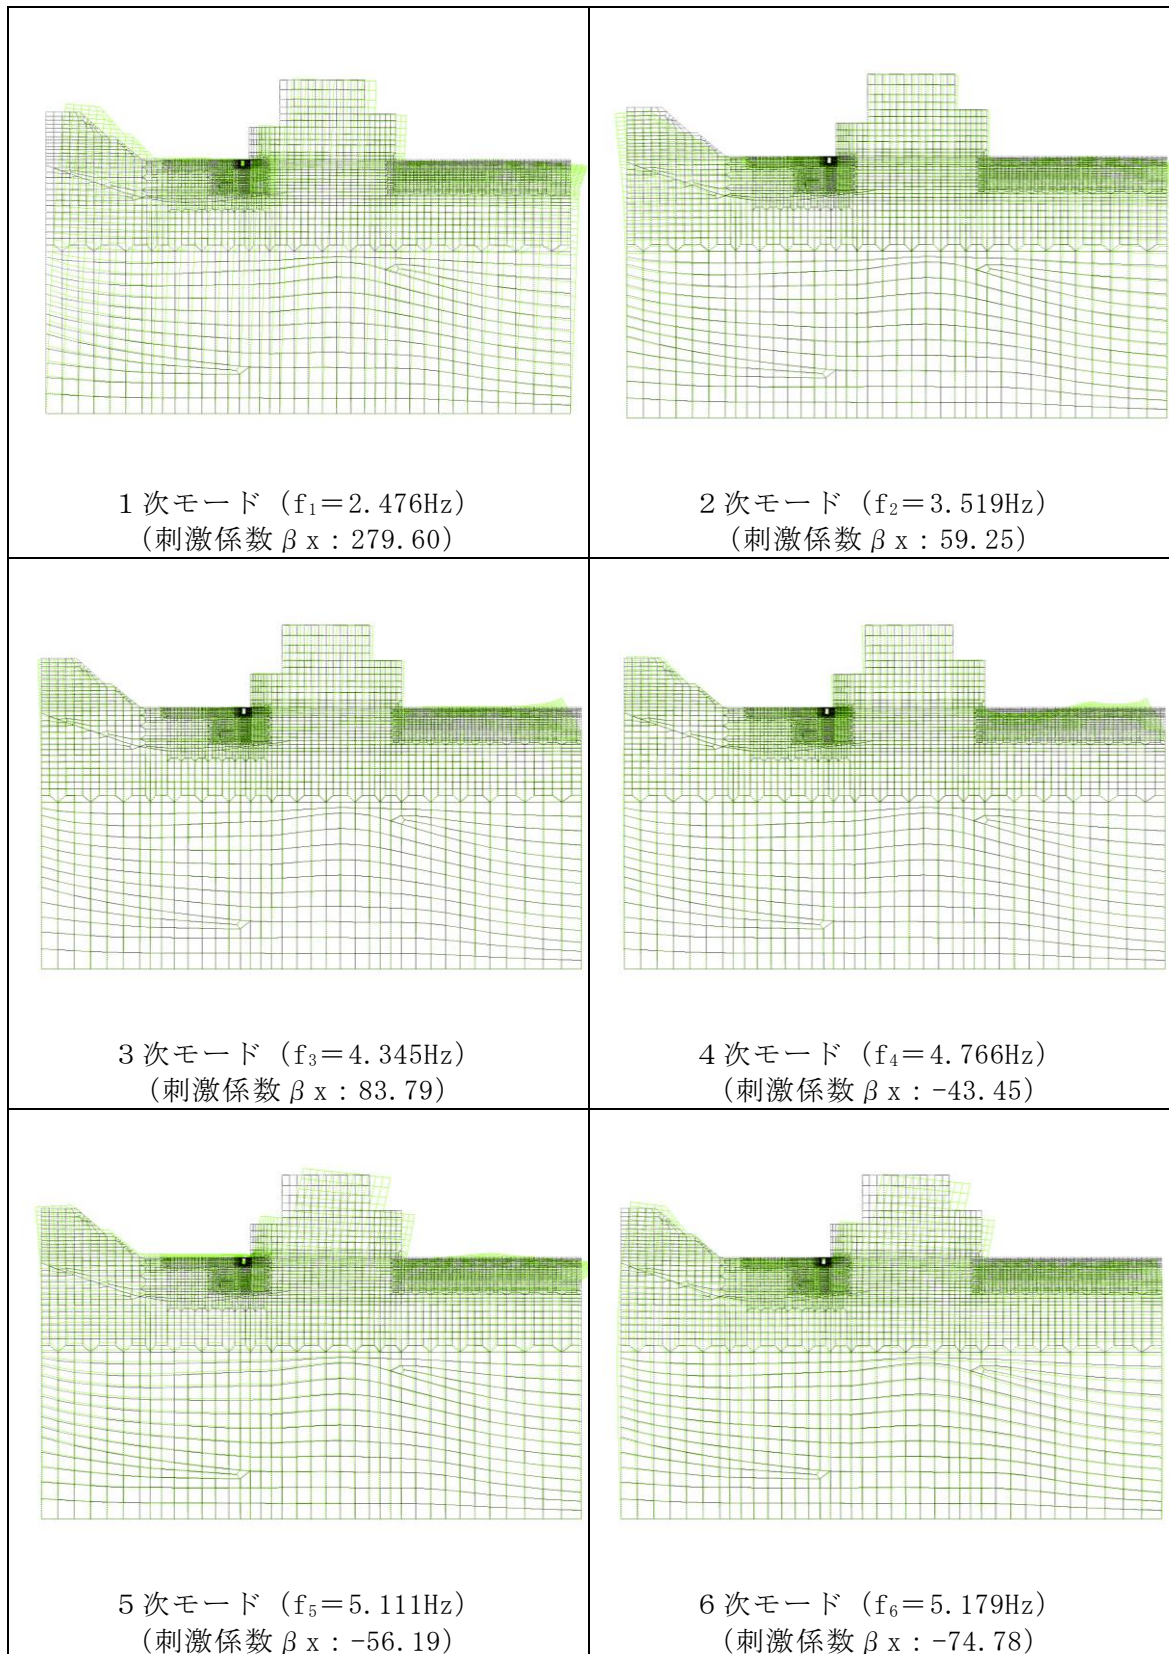 1次モード（f₁＝2.476Hz）
（刺激係数βx：279.60）
2次モード（f₂＝3.519Hz）
（刺激係数βx：59.25）
3次モード（f₃＝4.345Hz）
（刺激係数βx：83.79）
4次モード（f₄＝4.766Hz）
（刺激係数βx：-43.45）
5次モード（f₅＝5.111Hz）
（刺激係数βx：-56.19）
6次モード（f₆＝5.179Hz）
（刺激係数βx：-74.78）